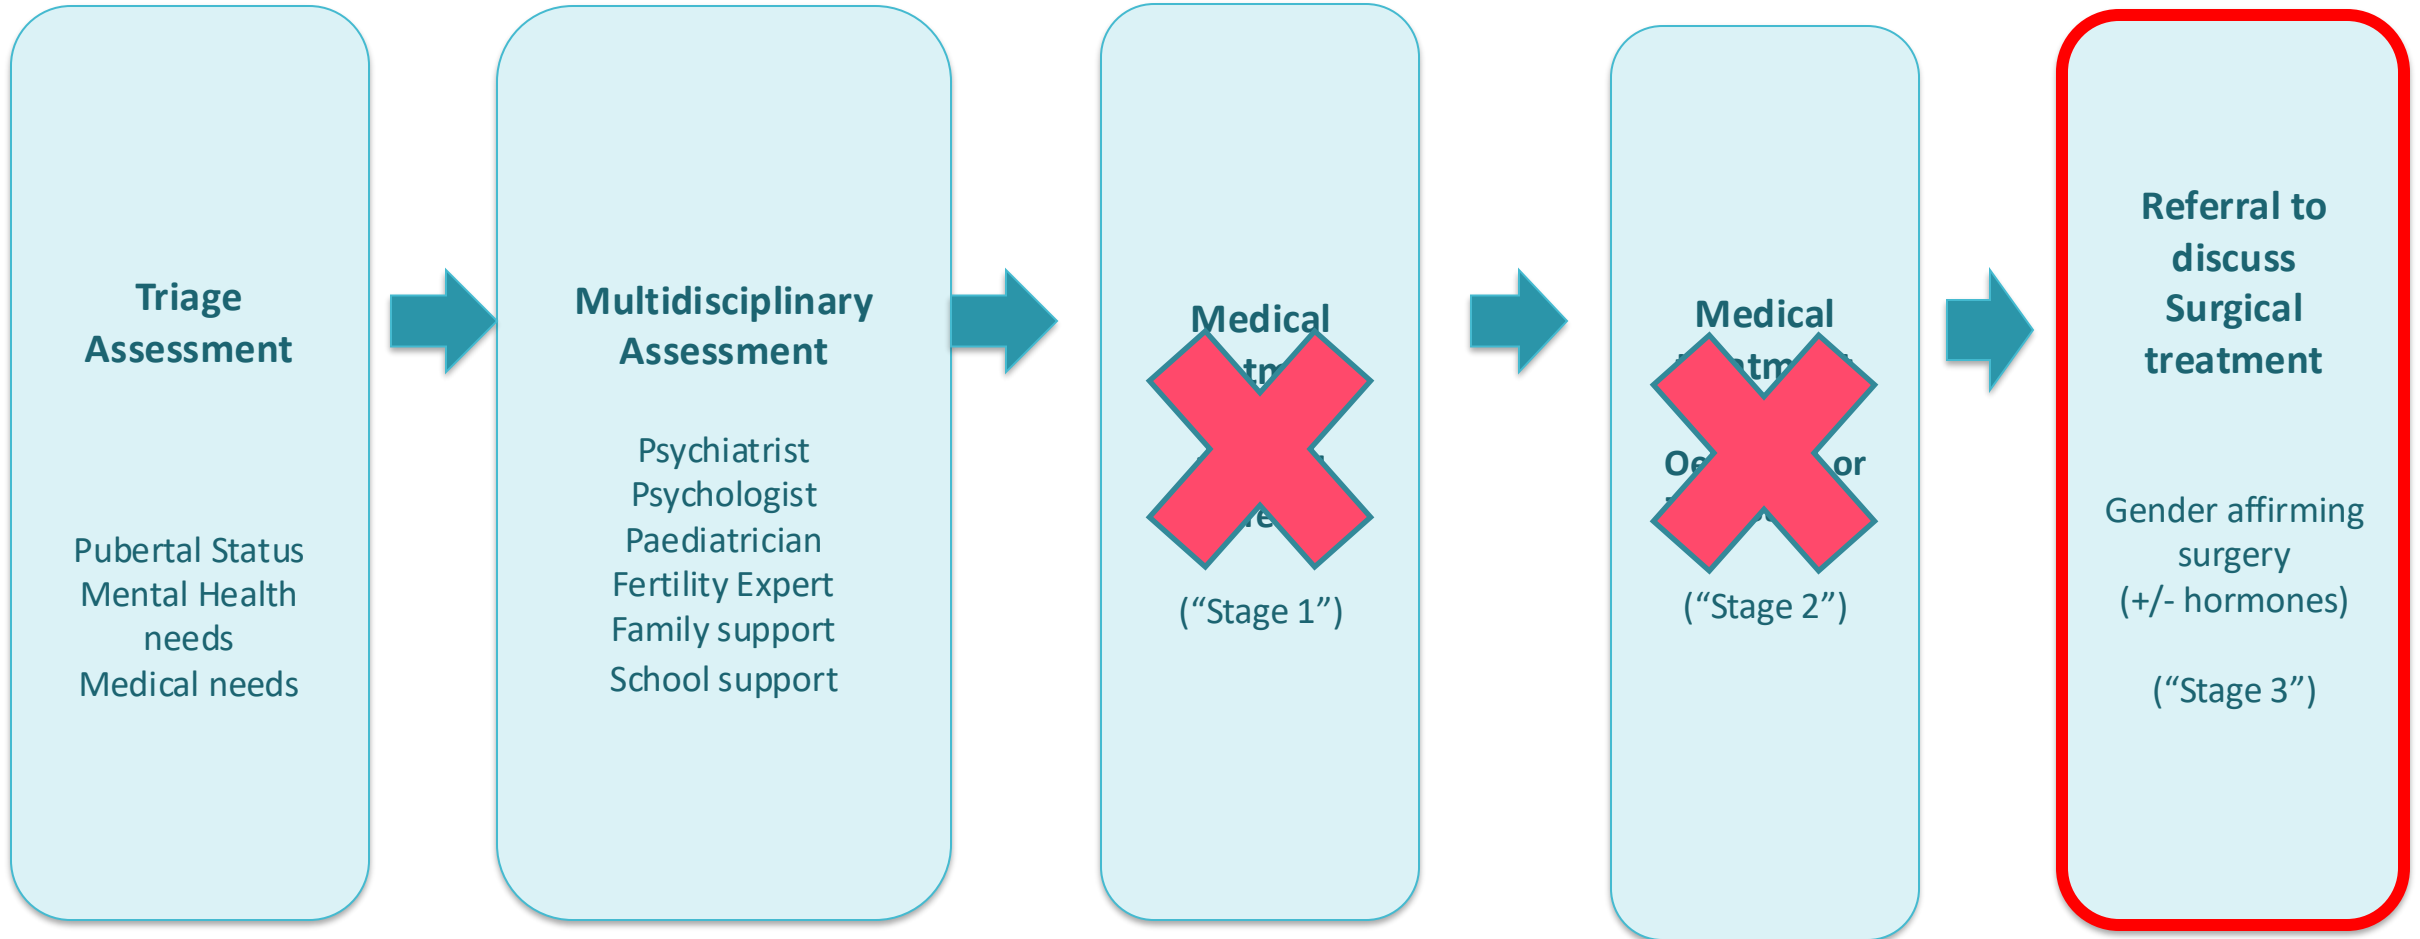 Triage
Assessment
Pubertal Status
Mental Health
needs
Medical needs
Multidisciplinary
Assessment
Psychiatrist
Psychologist
Paediatrician
Fertility Expert
Family support
School support
Medical
(“Stage 1”)
Medical
or
(“Stage 2”)
Referral to
discuss
Surgical
treatment
Gender affirming
surgery
(+/- hormones)
(“Stage 3”)